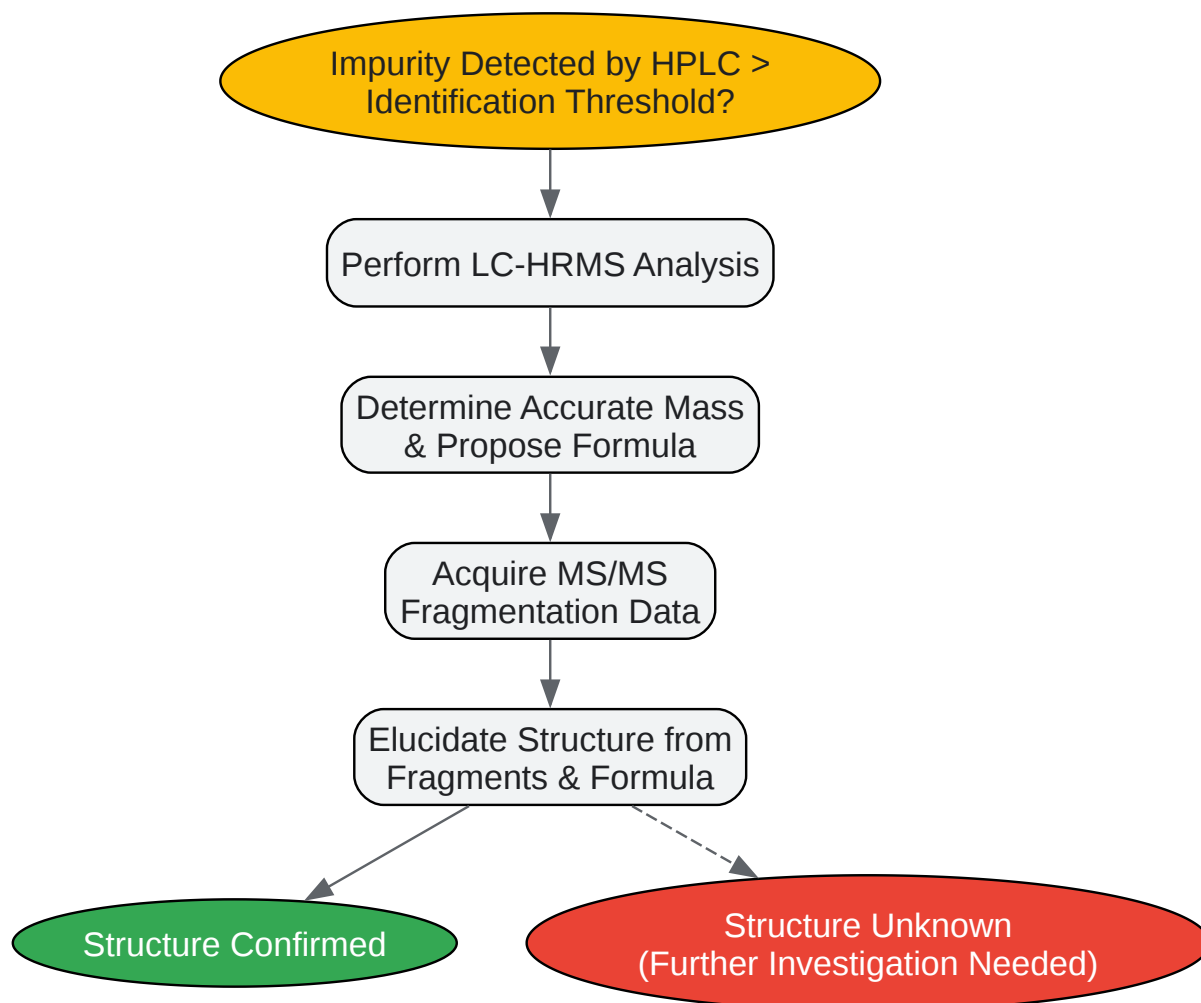 Impurity Detected by HPLC >
Identification Threshold?
Perform LC-HRMS Analysis
Determine Accurate Mass
& Propose Formula
Acquire MS/MS
Fragmentation Data
Elucidate Structure from
Fragments & Formula
Structure Confirmed
Structure Unknown
(Further Investigation Needed)